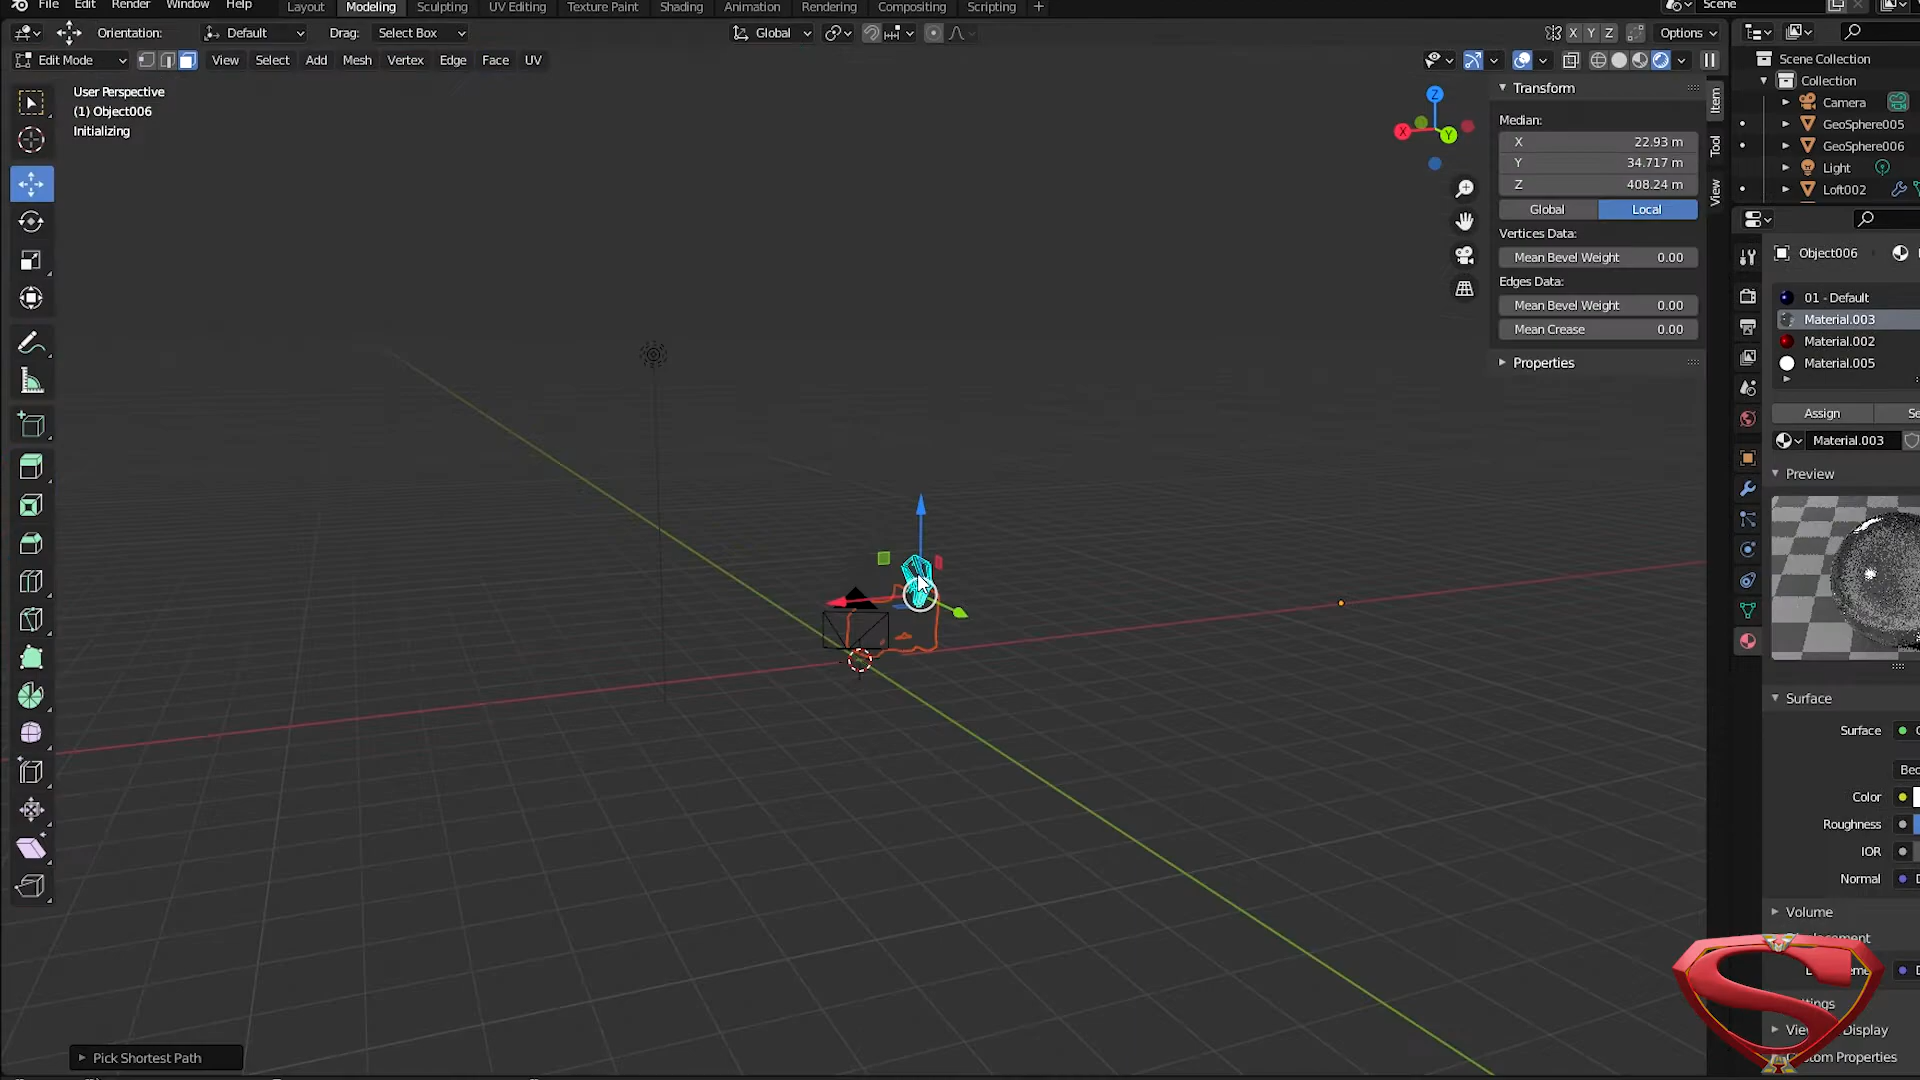 File Edit Render Window Help
Layout Modeling Sculpting UV Editing Texture Paint Shading Animation Rendering Compositing Scripting +
Scene
Orientation: Default Drag: Select Box
Global
X Y Z Options
Edit Mode View Select Add Mesh Vertex Edge Face UV
User Perspective
(1) Object006
Initializing
Z
X
Y
Transform
Median:
X 22.93 m
Y 34.717 m
Z 408.24 m
Global Local
Vertices Data:
Mean Bevel Weight 0.00
Edges Data:
Mean Bevel Weight 0.00
Mean Crease 0.00
Properties
Item
Tool
View
Scene Collection
Collection
Camera
GeoSphere005
GeoSphere006
Light
Loft002
Object006
01 - Default
Material.003
Material.002
Material.005
Assign Se
Material.003
Preview
Surface
Surface
Bec
Color
Roughness
IOR
Normal D
Volume
Custom Properties
Pick Shortest Path